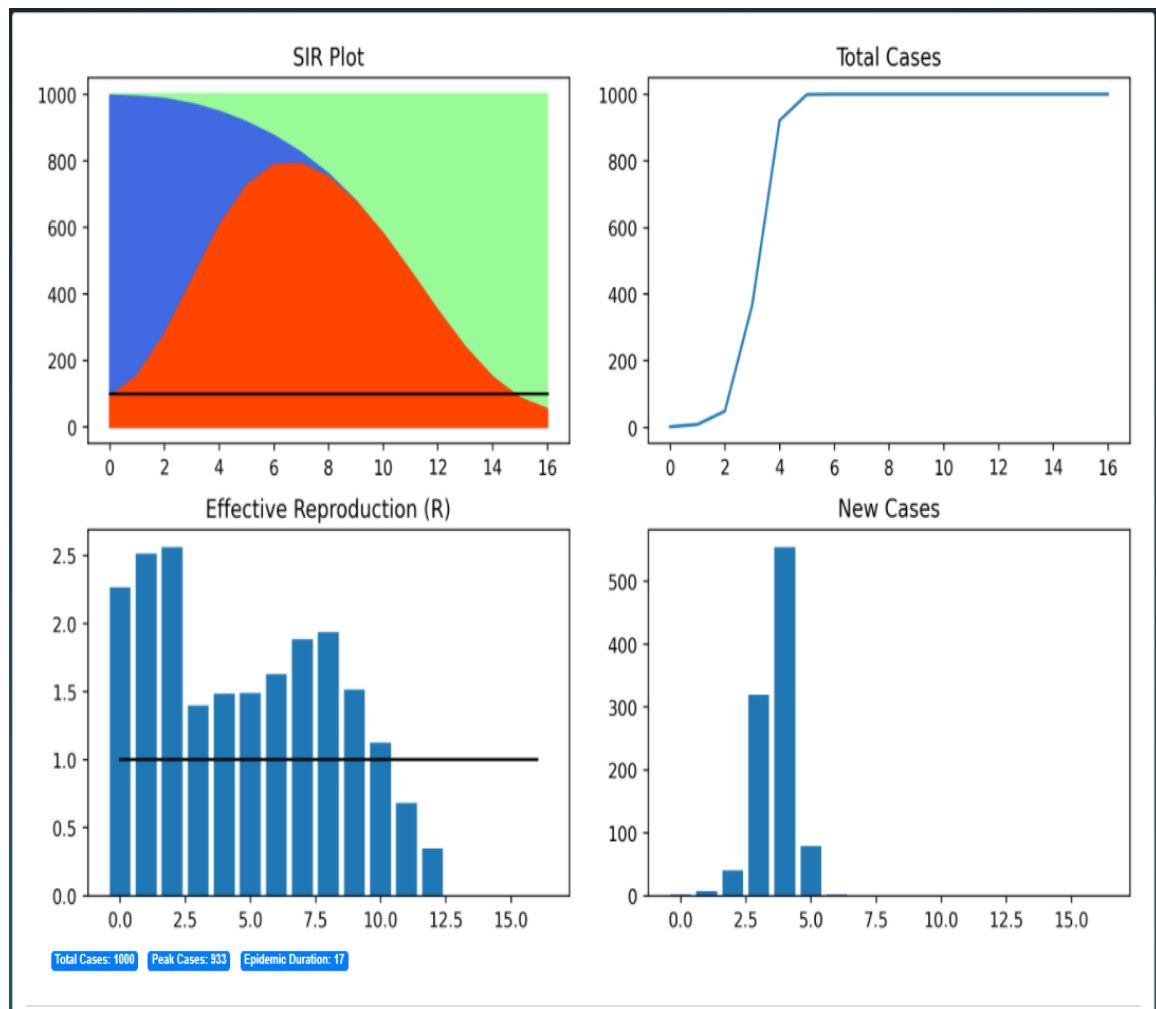 SIR Plot
1000
800
600
400
200
0
0 2 4 6 8 10 12 14 16
Total Cases
1000
800
600
400
200
0
0 2 4 6 8 10 12 14 16
Effective Reproduction (R)
2.5
2.0
1.5
1.0
0.5
0.0
0.0 2.5 5.0 7.5 10.0 12.5 15.0
New Cases
500
400
300
200
100
0
0.0 2.5 5.0 7.5 10.0 12.5 15.0
Total Cases: 1000 Peak Cases: 933 Epidemic Duration: 17